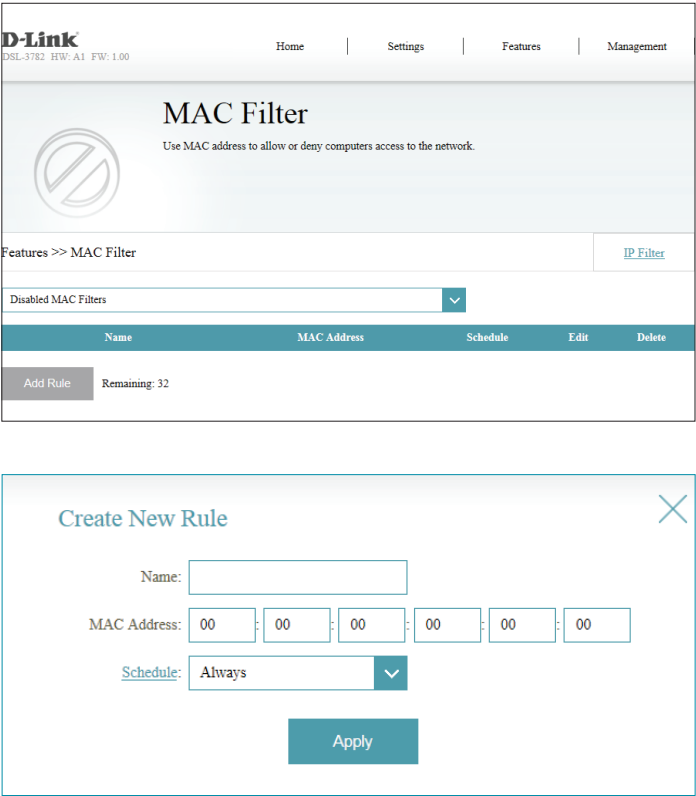 D-Link
DSL-3782 HW: A1 FW: 1.00
Home
Settings
Features
Management
MAC Filter
Use MAC address to allow or deny computers access to the network.
Features >> MAC Filter
IP Filter
Disabled MAC Filters
Name MAC Address Schedule Edit Delete
Add Rule Remaining: 32
Create New Rule
Name:
MAC Address: 00 : 00 : 00 : 00 : 00 : 00
Schedule: Always
Apply